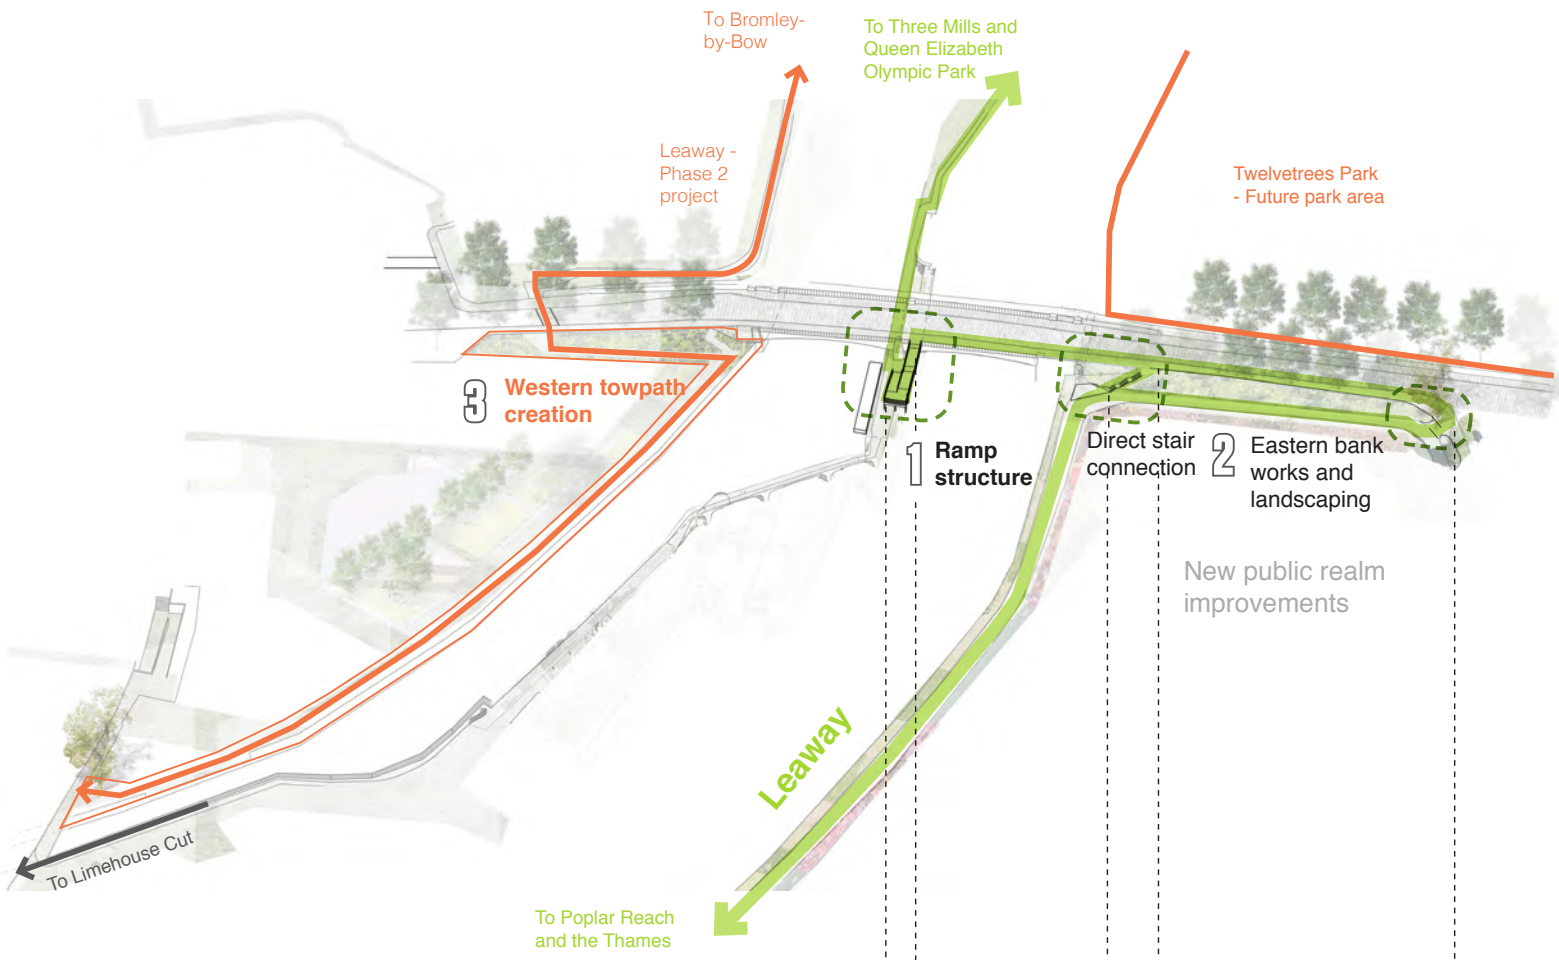 To Bromley-
by-Bow
To Three Mills and
Queen Elizabeth
Olympic Park
Leaway -
Phase 2
project
Twelvetrees Park
- Future park area
3 Western towpath
creation
1 Ramp
structure
Direct stair
connection
2 Eastern bank
works and
landscaping
New public realm
improvements
Leaway
To Limehouse Cut
To Poplar Reach
and the Thames